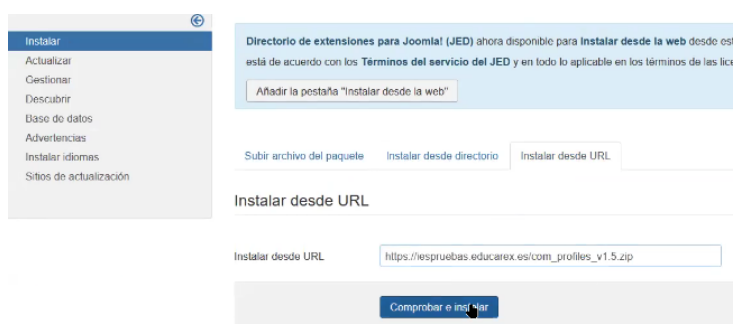 Instalar
Actualizar
Gestionar
Descubrir
Base de datos
Advertencias
Instalar idiomas
Sitios de actualización
Directorio de extensiones para Joomla! (JED) ahora disponible para Instalar desde la web desde est
está de acuerdo con los Términos del servicio del JED y en todo lo aplicable en los términos de las lice
Añadir la pestaña "Instalar desde la web"
Subir archivo del paquete
Instalar desde directorio
Instalar desde URL
Instalar desde URL
Instalar desde URL
https://iespruebas.educarex.es/com_profiles_v1.5.zip
Comprobar e instalar